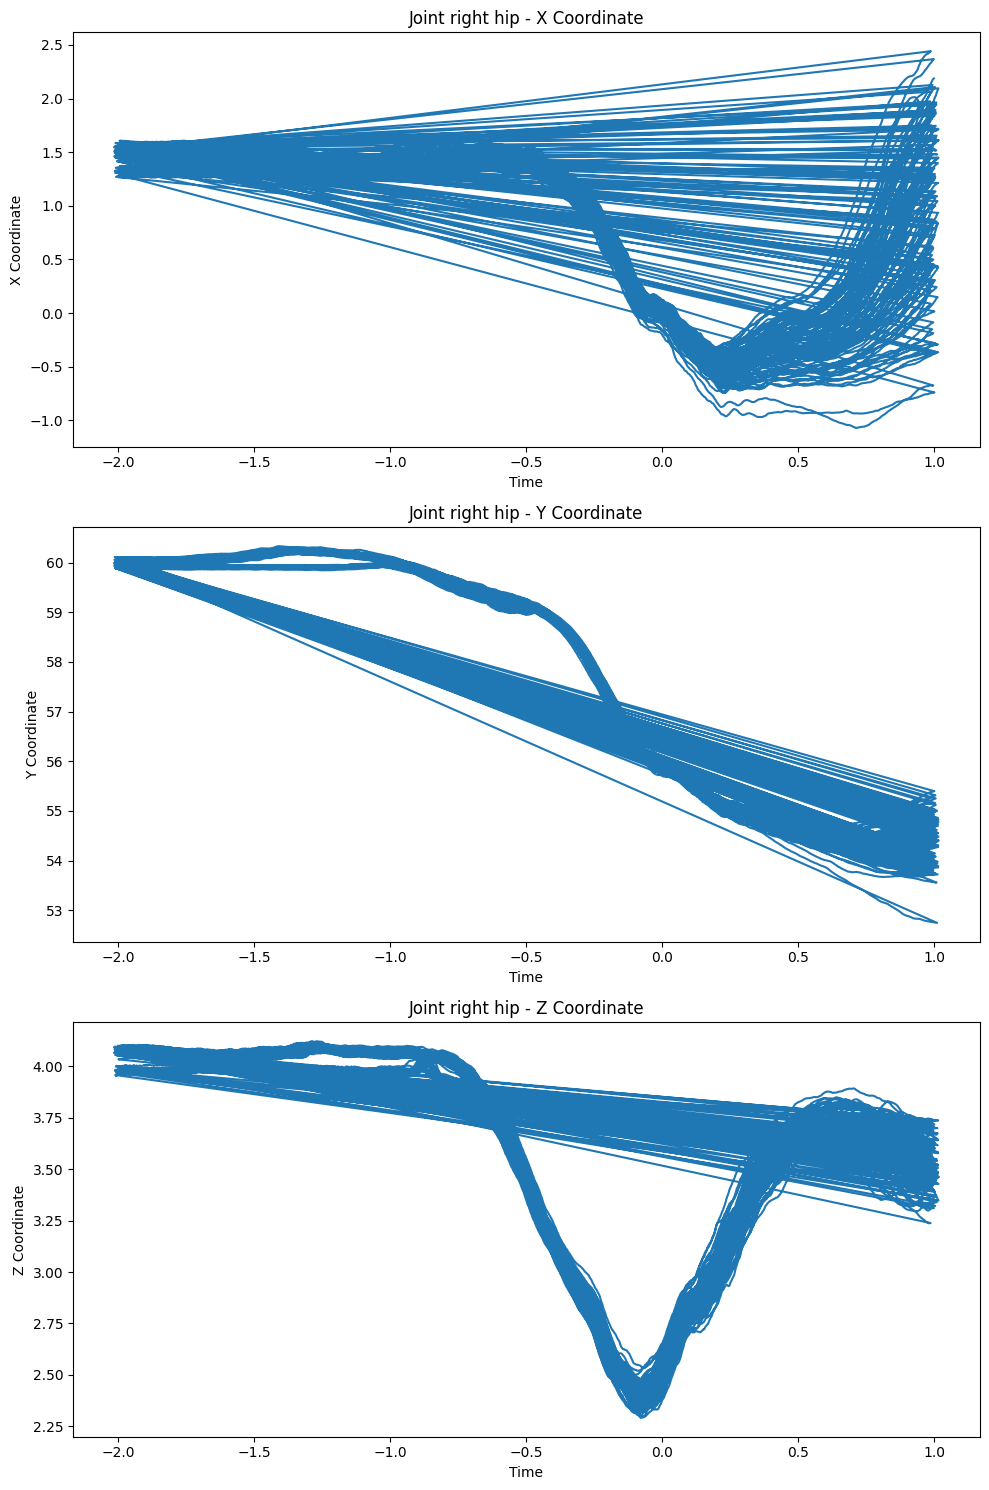 Joint right hip - X Coordinate
2.5
2.0
1.5
1.0
0.5
0.0
−0.5
−1.0
X Coordinate
−2.0 −1.5 −1.0 −0.5 0.0 0.5 1.0
Time
Joint right hip - Y Coordinate
60
59
58
57
56
55
54
53
Y Coordinate
−2.0 −1.5 −1.0 −0.5 0.0 0.5 1.0
Time
Joint right hip - Z Coordinate
4.00
3.75
3.50
3.25
3.00
2.75
2.50
2.25
Z Coordinate
−2.0 −1.5 −1.0 −0.5 0.0 0.5 1.0
Time